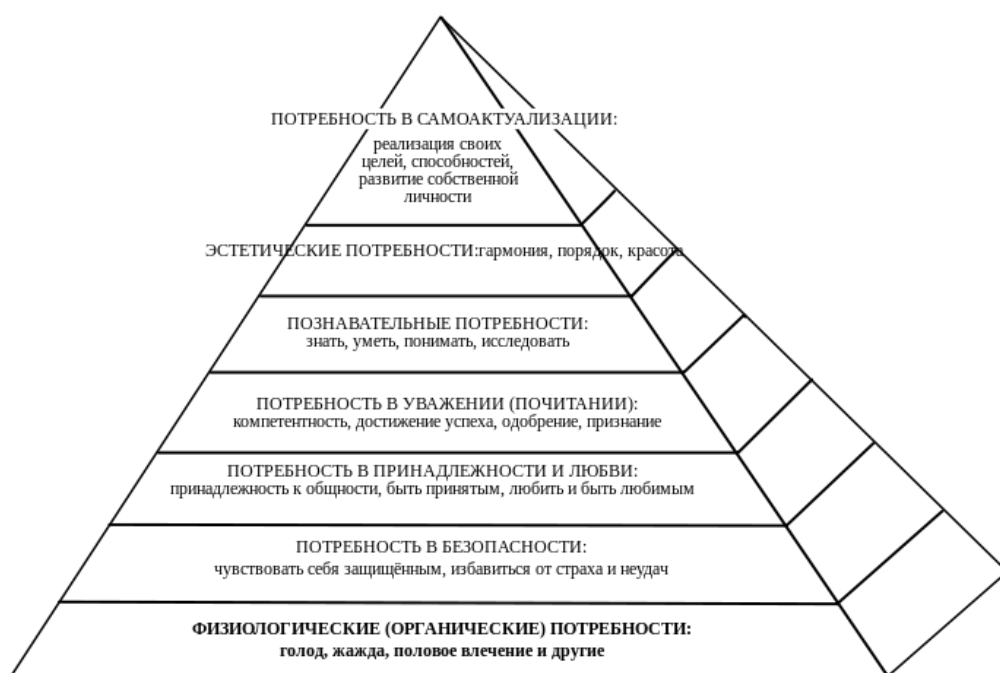 ПОТРЕБНОСТЬ В САМОАКТУАЛИЗАЦИИ:
реализация своих
целей, способностей,
развитие собственной
личности
ЭСТЕТИЧЕСКИЕ ПОТРЕБНОСТИ:гармония, порядок, красота
ПОЗНАВАТЕЛЬНЫЕ ПОТРЕБНОСТИ:
знать, уметь, понимать, исследовать
ПОТРЕБНОСТЬ В УВАЖЕНИИ (ПОЧИТАНИИ):
компетентность, достижение успеха, одобрение, признание
ПОТРЕБНОСТЬ В ПРИНАДЛЕЖНОСТИ И ЛЮБВИ:
принадлежность к общности, быть принятым, любить и быть любимым
ПОТРЕБНОСТЬ В БЕЗОПАСНОСТИ:
чувствовать себя защищённым, избавиться от страха и неудач
ФИЗИОЛОГИЧЕСКИЕ (ОРГАНИЧЕСКИЕ) ПОТРЕБНОСТИ:
голод, жажда, половое влечение и другие